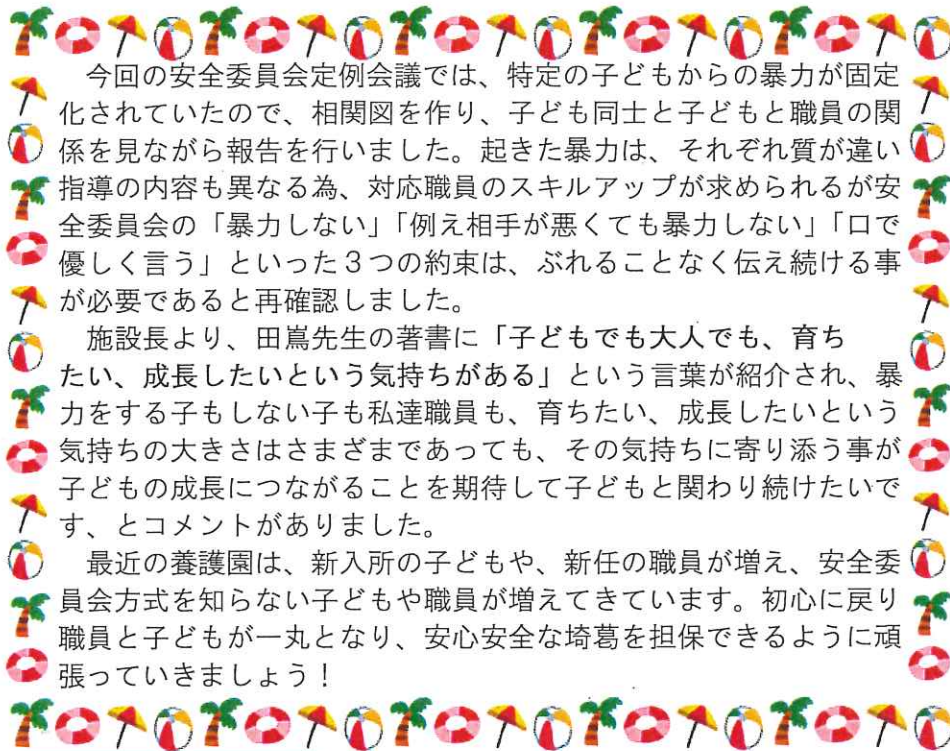 今回の安全委員会定例会議では、特定の子どもからの暴力が固定
化されていたので、相関図を作り、子ども同士と子どもと職員の関
係を見ながら報告を行いました。起きた暴力は、それぞれ質が違い
指導の内容も異なる為、対応職員のスキルアップが求められるが安
全委員会の「暴力しない」「例え相手が悪くても暴力しない」「口で
優しく言う」といった３つの約束は、ぶれることなく伝え続ける事
が必要であると再確認しました。
施設長より、田嶌先生の著書に「子どもでも大人でも、育ち
たい、成長したいという気持ちがある」という言葉が紹介され、暴
力をする子もしない子も私達職員も、育ちたい、成長したいという
気持ちの大きさはさまざまであっても、その気持ちに寄り添う事が
子どもの成長につながることを期待して子どもと関わり続けたいで
す、とコメントがありました。
最近の養護園は、新入所の子どもや、新任の職員が増え、安全委
員会方式を知らない子どもや職員が増えてきています。初心に戻り
職員と子どもが一丸となり、安心安全な埼葛を担保できるように頑
張っていきましょう！